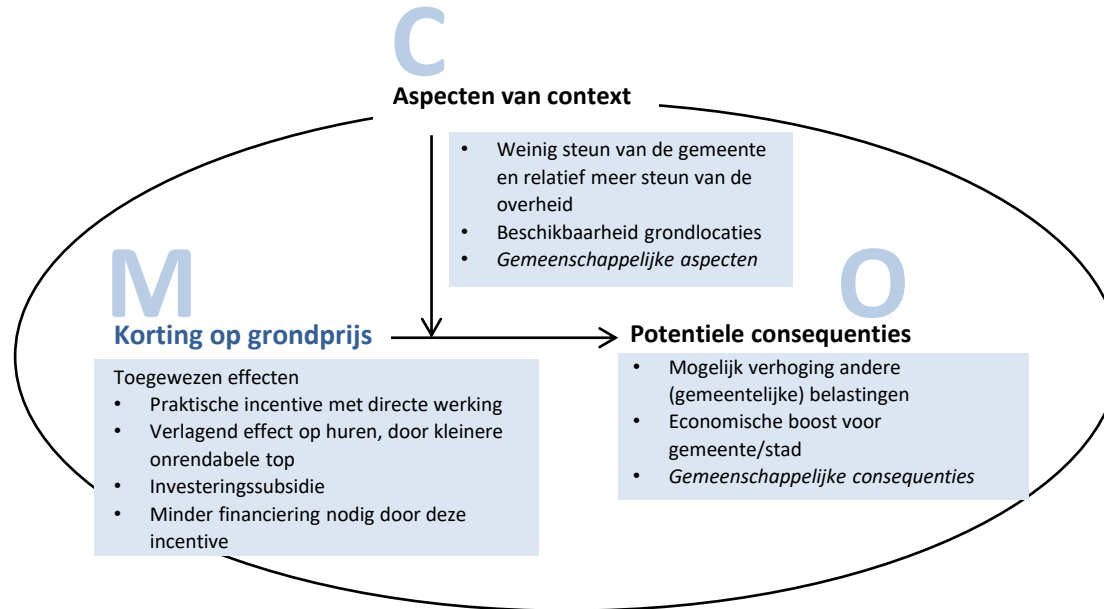 C
Aspecten van context
• Weinig steun van de gemeente
en relatief meer steun van de
overheid
• Beschikbaarheid grondlocaties
• Gemeenschappelijke aspecten
M
Korting op grondprijs
Toegewezen effecten
• Praktische incentive met directe werking
• Verlagend effect op huren, door kleinere
onrendabele top
• Investeringssubsidie
• Minder financiering nodig door deze
incentive
O
Potentiele consequenties
• Mogelijk verhoging andere
(gemeentelijke) belastingen
• Economische boost voor
gemeente/stad
• Gemeenschappelijke consequenties